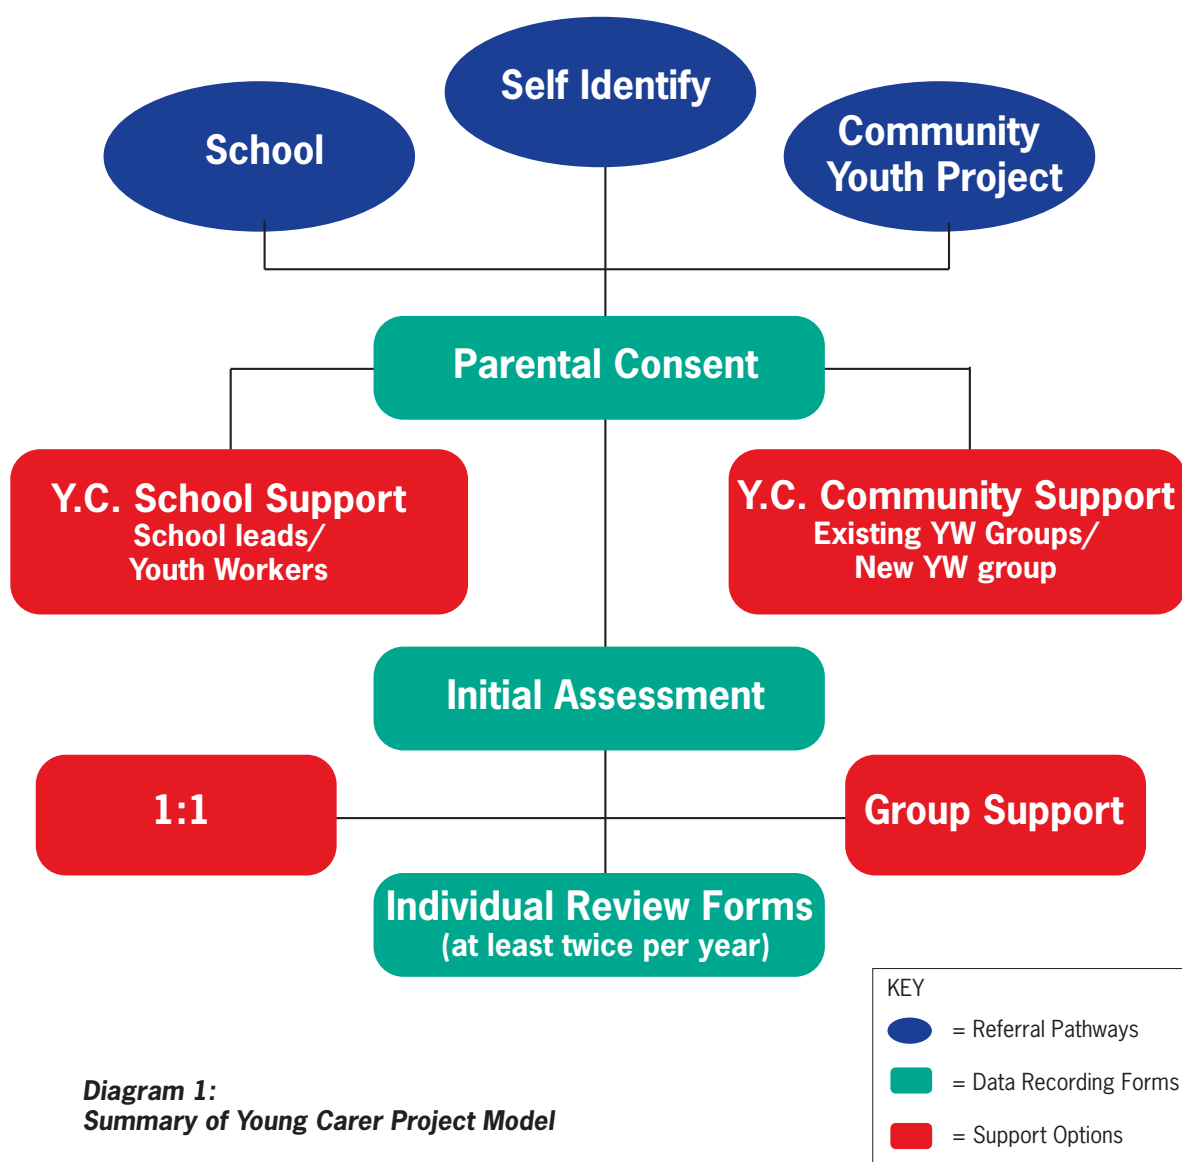 Self Identify
School
Community
Youth Project
Parental Consent
Y.C. School Support
School leads/
Youth Workers
Y.C. Community Support
Existing YW Groups/
New YW group
Initial Assessment
1:1
Group Support
Individual Review Forms
(at least twice per year)
KEY
= Referral Pathways
= Data Recording Forms
= Support Options
Diagram 1:
Summary of Young Carer Project Model